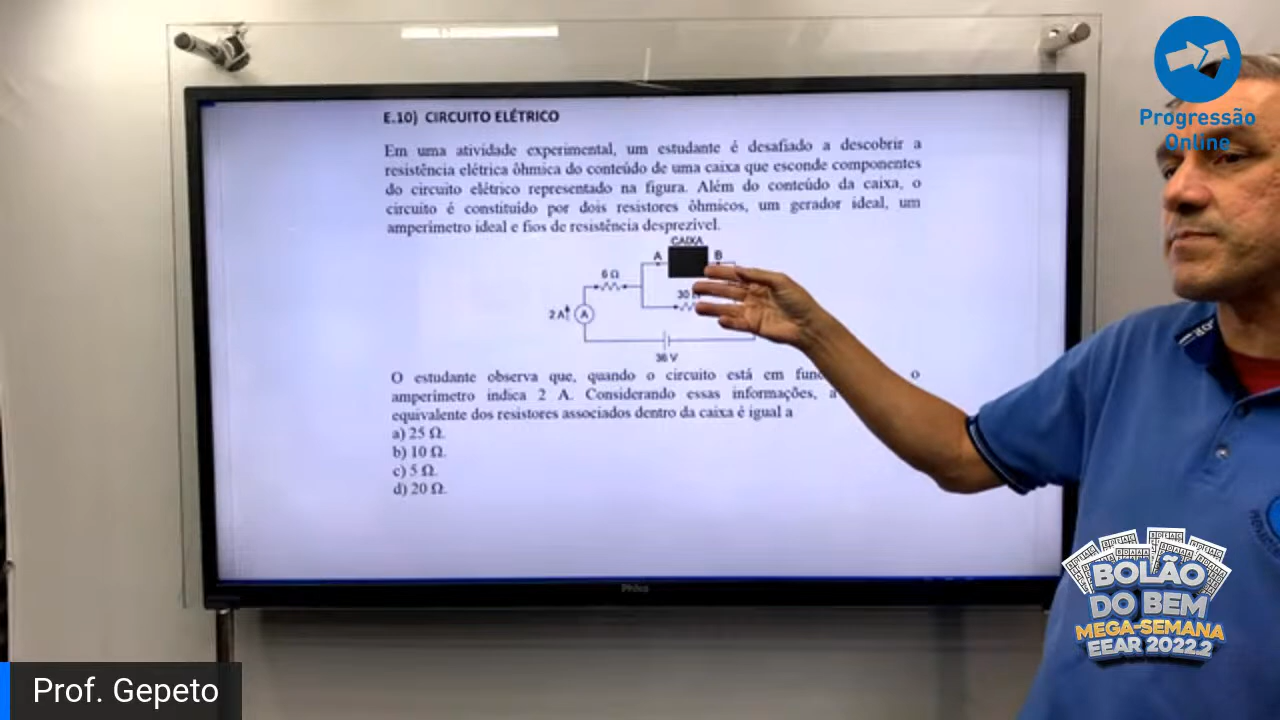 Progressão
Online
E.10) CIRCUITO ELÉTRICO
Em uma atividade experimental, um estudante é desafiado a descobrir a
resistência elétrica ôhmica do conteúdo de uma caixa que esconde componentes
do circuito elétrico representado na figura. Além do conteúdo da caixa, o
circuito é constituído por dois resistores ôhmicos, um gerador ideal, um
amperímetro ideal e fios de resistência desprezível.
CAIXA
A
B
6 Ω
30
2 A
A
36 V
O estudante observa que, quando o circuito está em o
amperímetro indica 2 A. Considerando essas informações, a
equivalente dos resistores associados dentro da caixa é igual a
a) 25 Ω.
b) 10 Ω.
c) 5 Ω.
d) 20 Ω.
Philco
BOLÃO
DO BEM
MEGA-SEMANA
EEAR 2022.2
Prof. Gepeto